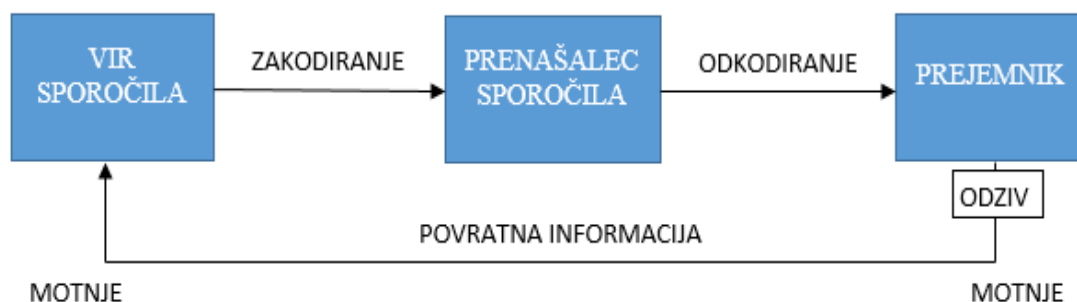 VIR
SPOROČILA
ZAKODIRANJE
PRENAŠALEC
SPOROČILA
ODKODIRANJE
PREJEMNIK
ODZIV
POVRATNA INFORMACIJA
MOTNJE
MOTNJE